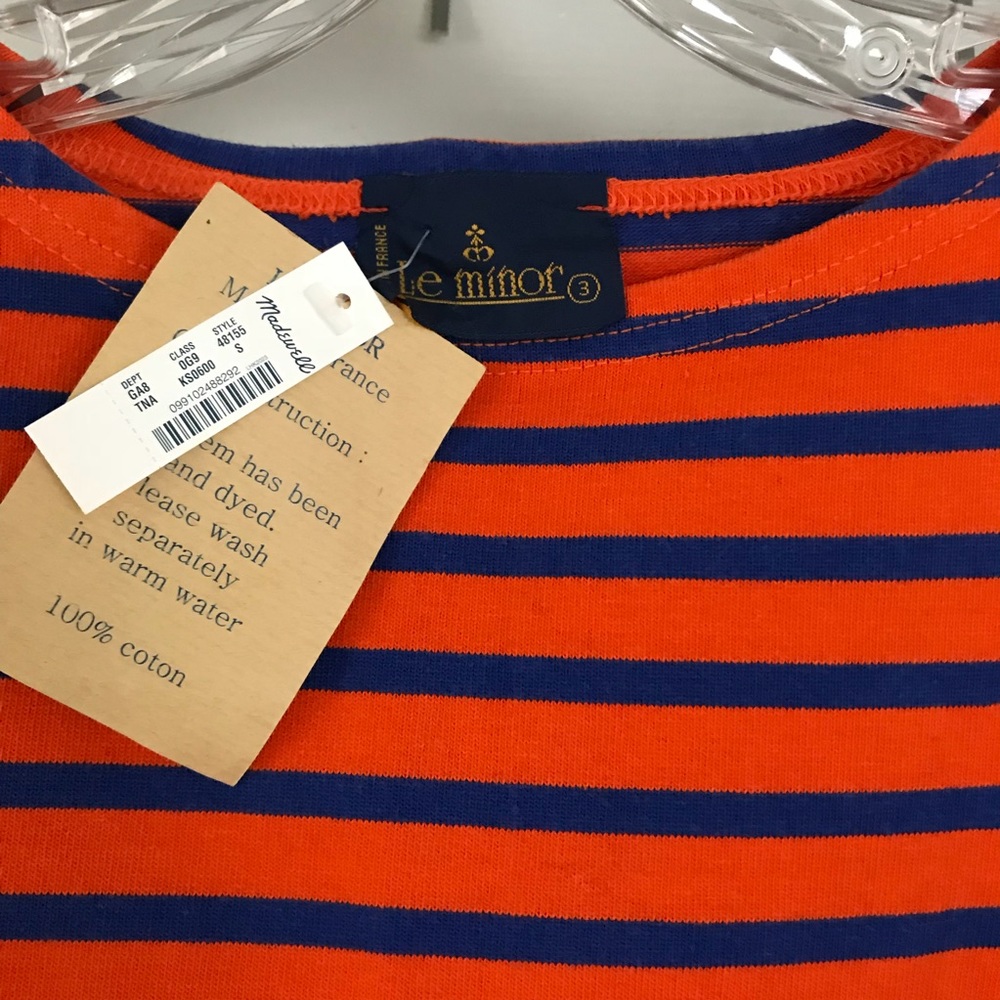 FRANCE
Le minor 3
Madewell
DEPT CLASS STYLE
GA8 0G9 48155
TNA KS0600 S
099102488292
R
rance
truction :
em has been
and dyed.
lease wash
separately
in warm water
100% coton